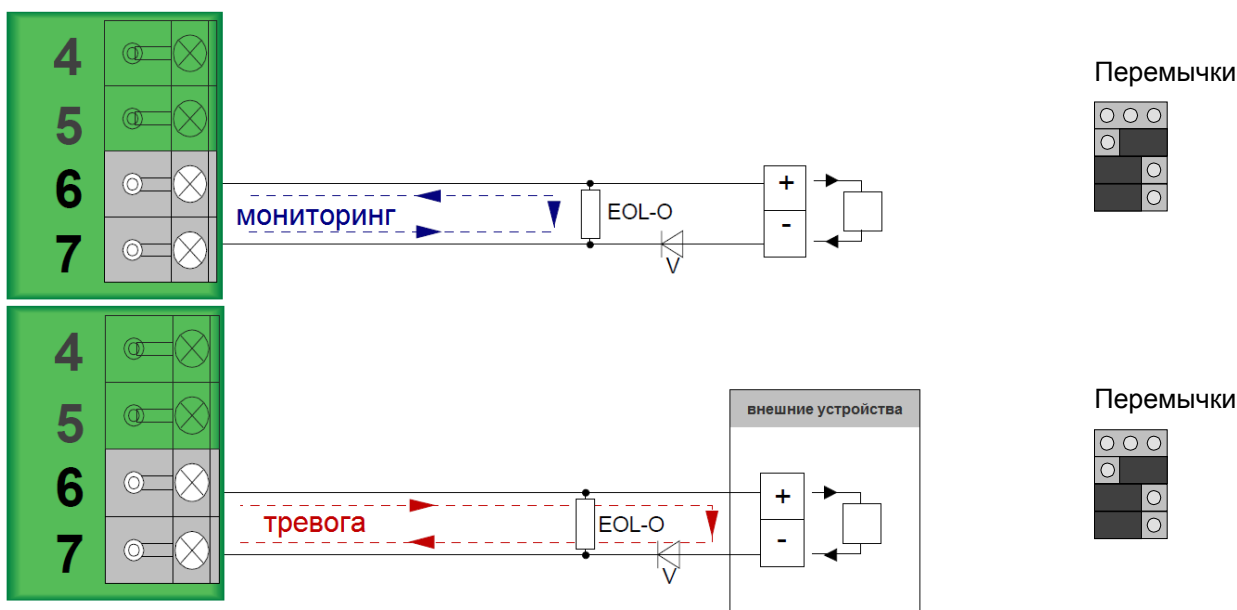 4
5
6
7
мониторинг
EOL-O
V
+
-
Перемычки
4
5
6
7
тревога
EOL-O
V
внешние устройства
+
-
Перемычки